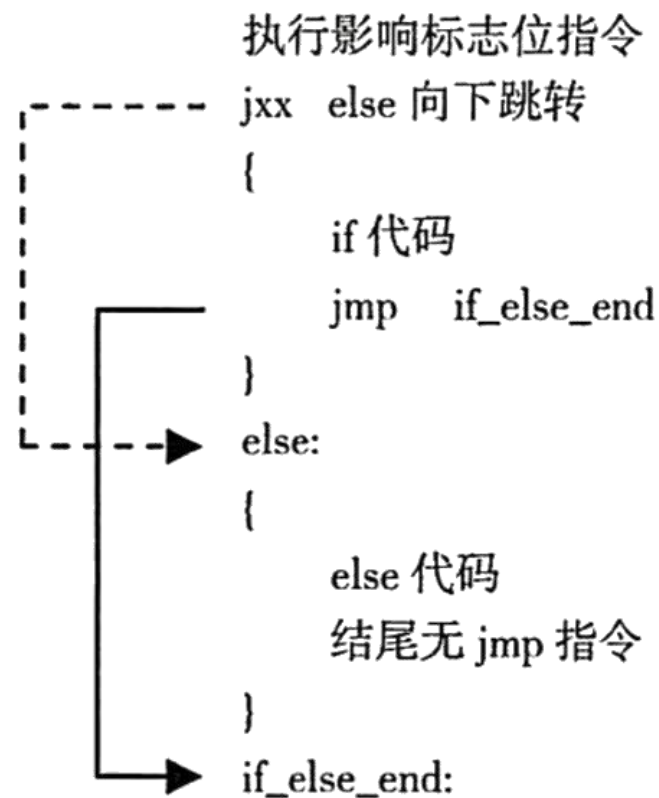 执行影响标志位指令
jxx else 向下跳转
{
if 代码
jmp if_else_end
}
else:
{
else 代码
结尾无 jmp 指令
}
if_else_end: